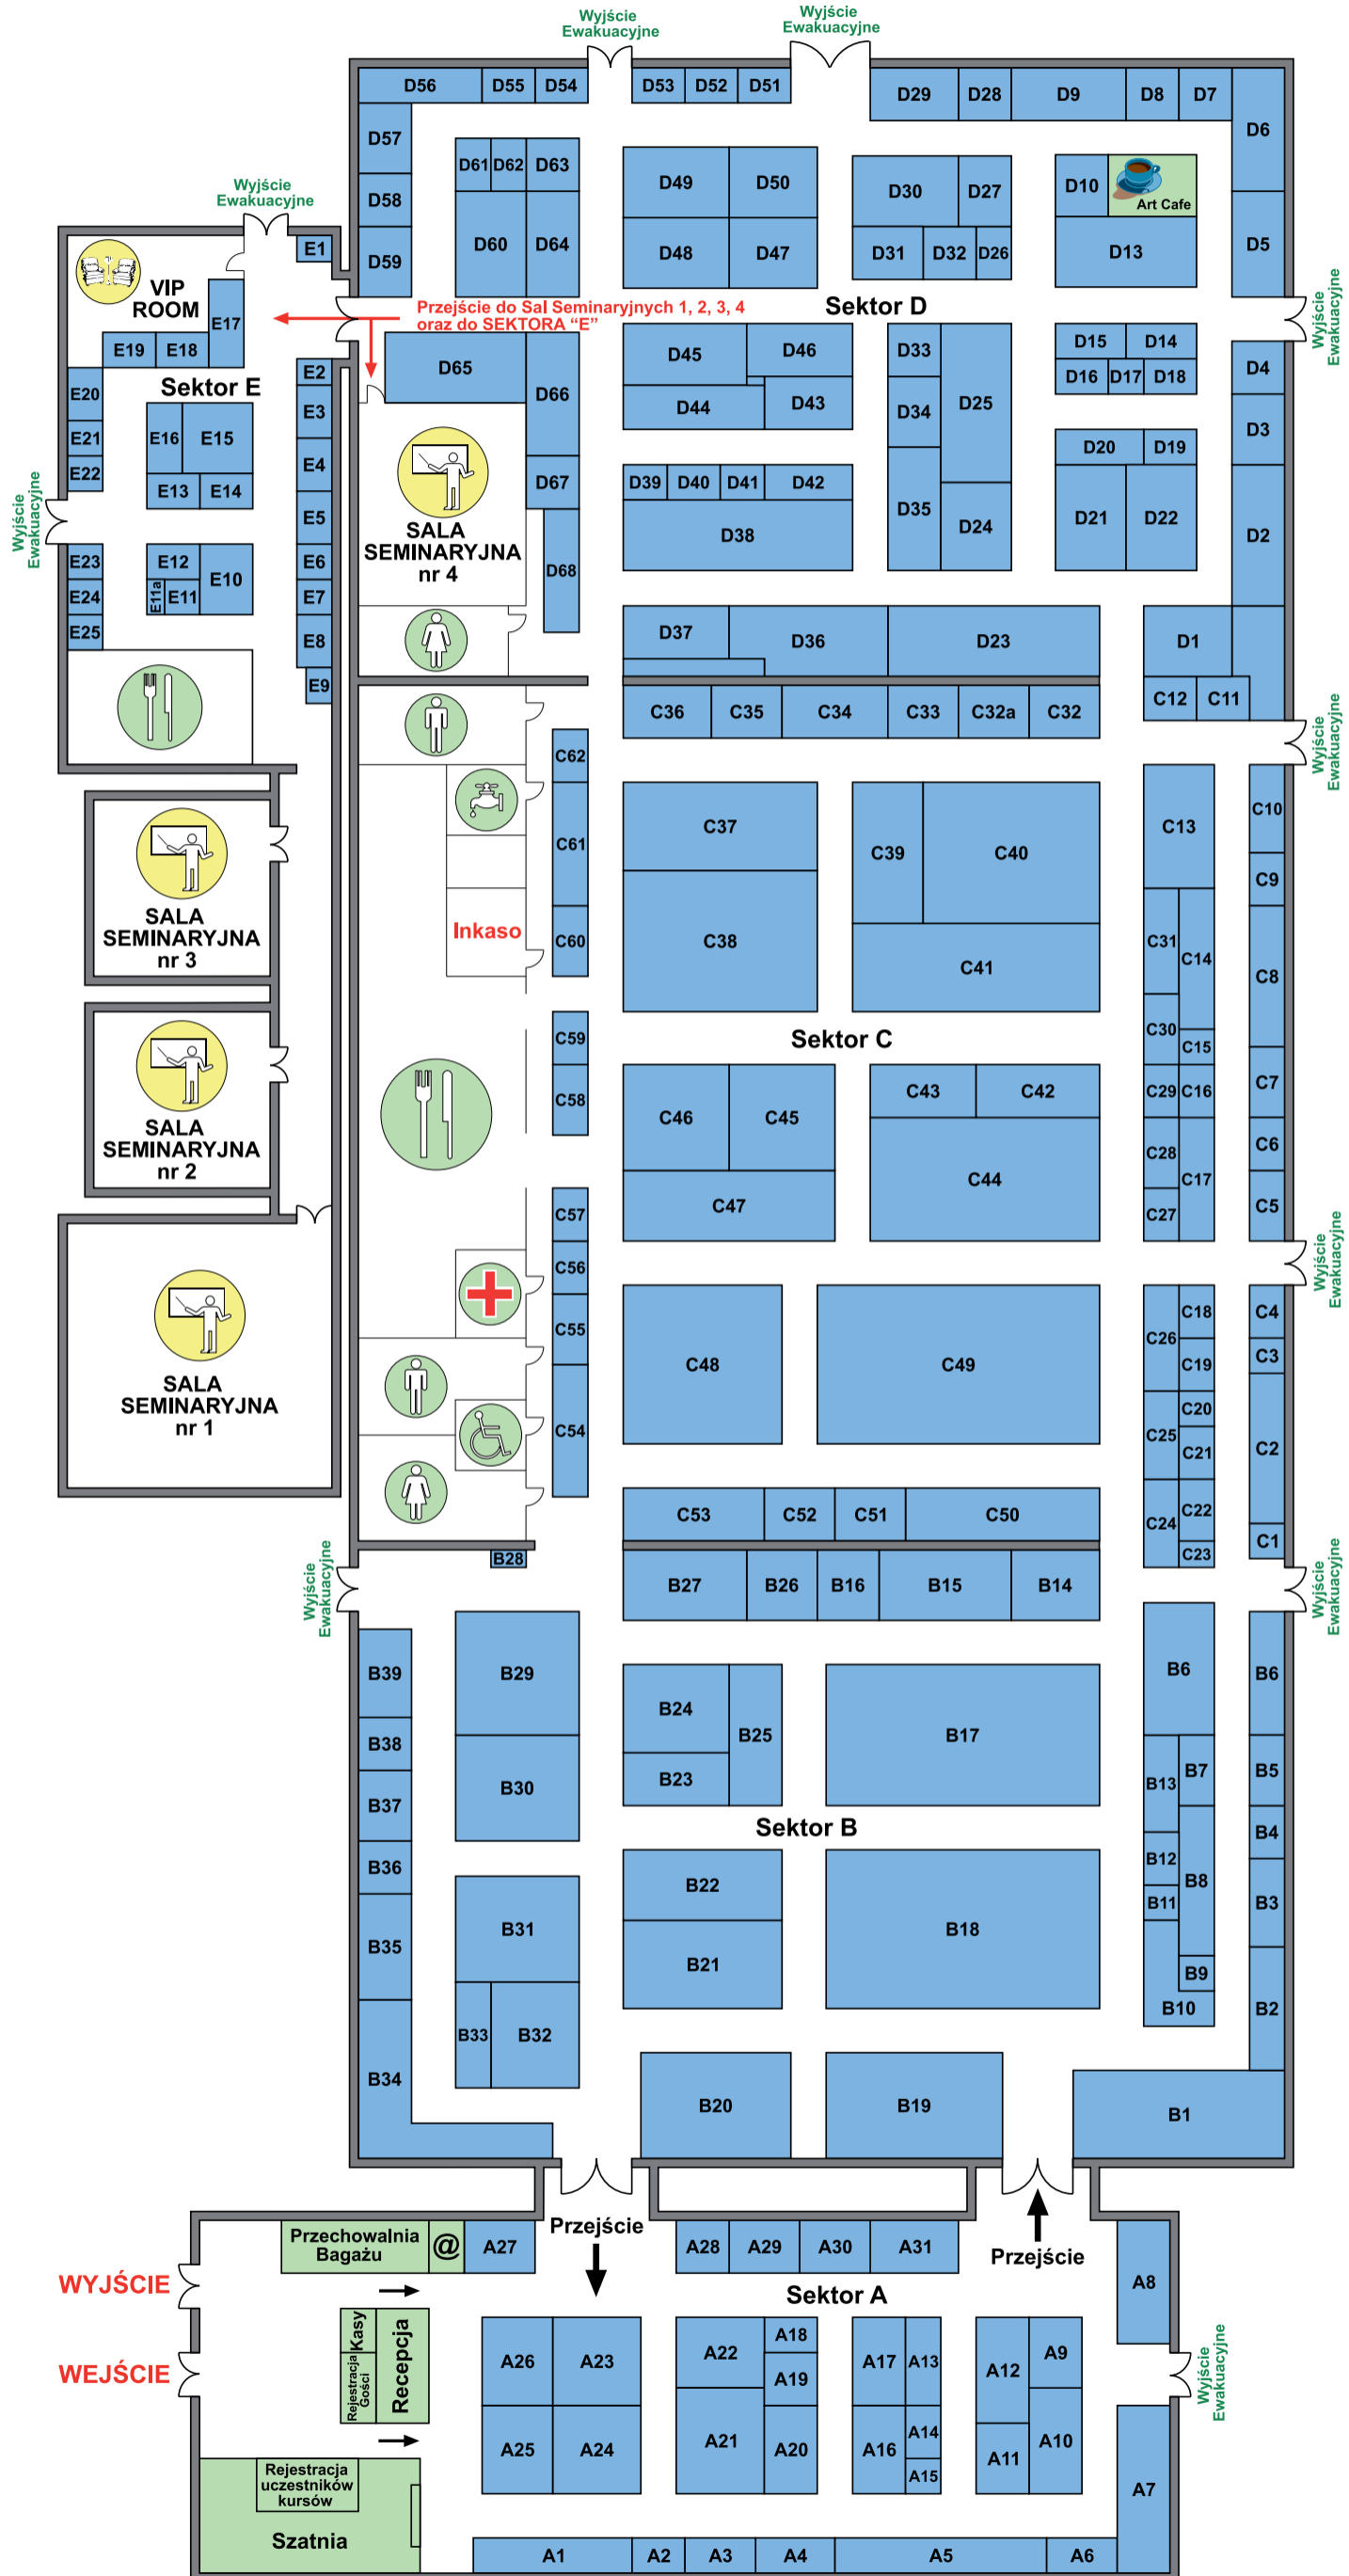 Wyjście
Ewakuacyjne
Wyjście
Ewakuacyjne
D56
D55
D54
D53
D52
D51
D29
D28
D9
D8
D7
D6
D57
D58
D59
D61
D62
D63
D60
D64
D49
D50
D48
D47
D30
D27
D31
D32
D26
D10
Art Cafe
D13
D5
Wyjście
Ewakuacyjne
E1
VIP
ROOM
E17
E19
E18
Sektor E
E2
E3
E4
E5
E6
E7
E8
E9
E20
E21
E22
E16
E15
E13
E14
Wyjście
Ewakuacyjne
E23
E24
E25
E12
E10
E11a
E11
Przejście do Sal Seminaryjnych 1, 2, 3, 4
oraz do SEKTORA “E”
Sektor D
Wyjście
Ewakuacyjne
D65
D66
D67
D68
SALA
SEMINARYJNA
nr 4
D45
D46
D44
D43
D33
D34
D25
D35
D24
D15
D14
D16
D17
D18
D4
D3
D20
D19
D21
D22
D2
D39
D40
D41
D42
D38
D37
D36
D23
D1
C12
C11
C36
C35
C34
C33
C32a
C32
Wyjście
Ewakuacyjne
C62
C61
C60
Inkaso
C37
C38
C39
C40
C41
C13
C10
C9
C31
C14
C8
C30
C15
SALA
SEMINARYJNA
nr 3
Sektor C
C59
C58
C46
C45
C47
C43
C42
C44
C29
C16
C7
C28
C17
C6
C27
C5
SALA
SEMINARYJNA
nr 2
Wyjście
Ewakuacyjne
C57
C56
C55
C54
C48
C49
C26
C18
C19
C4
C3
C25
C20
C21
C2
C24
C22
C23
C1
SALA
SEMINARYJNA
nr 1
C53
C52
C51
C50
B28
B27
B26
B16
B15
B14
Wyjście
Ewakuacyjne
Wyjście
Ewakuacyjne
B39
B38
B37
B36
B35
B34
B29
B30
B24
B25
B23
B17
B6
B6
B13
B7
B5
B4
Sektor B
B12
B8
B11
B3
B9
B10
B2
B31
B33
B32
B22
B21
B18
B20
B19
B1
Przechowalnia
Bagażu
@
A27
Przejście
A28
A29
A30
A31
Przejście
A8
WYJŚCIE
Sektor A
WEJŚCIE
Kasy
Rejestracja
Gości
Recepcja
A26
A23
A25
A24
A22
A18
A19
A21
A20
A17
A13
A16
A14
A15
A12
A9
A11
A10
Wyjście
Ewakuacyjne
A7
Rejestracja
uczestników
kursów
Szatnia
A1
A2
A3
A4
A5
A6